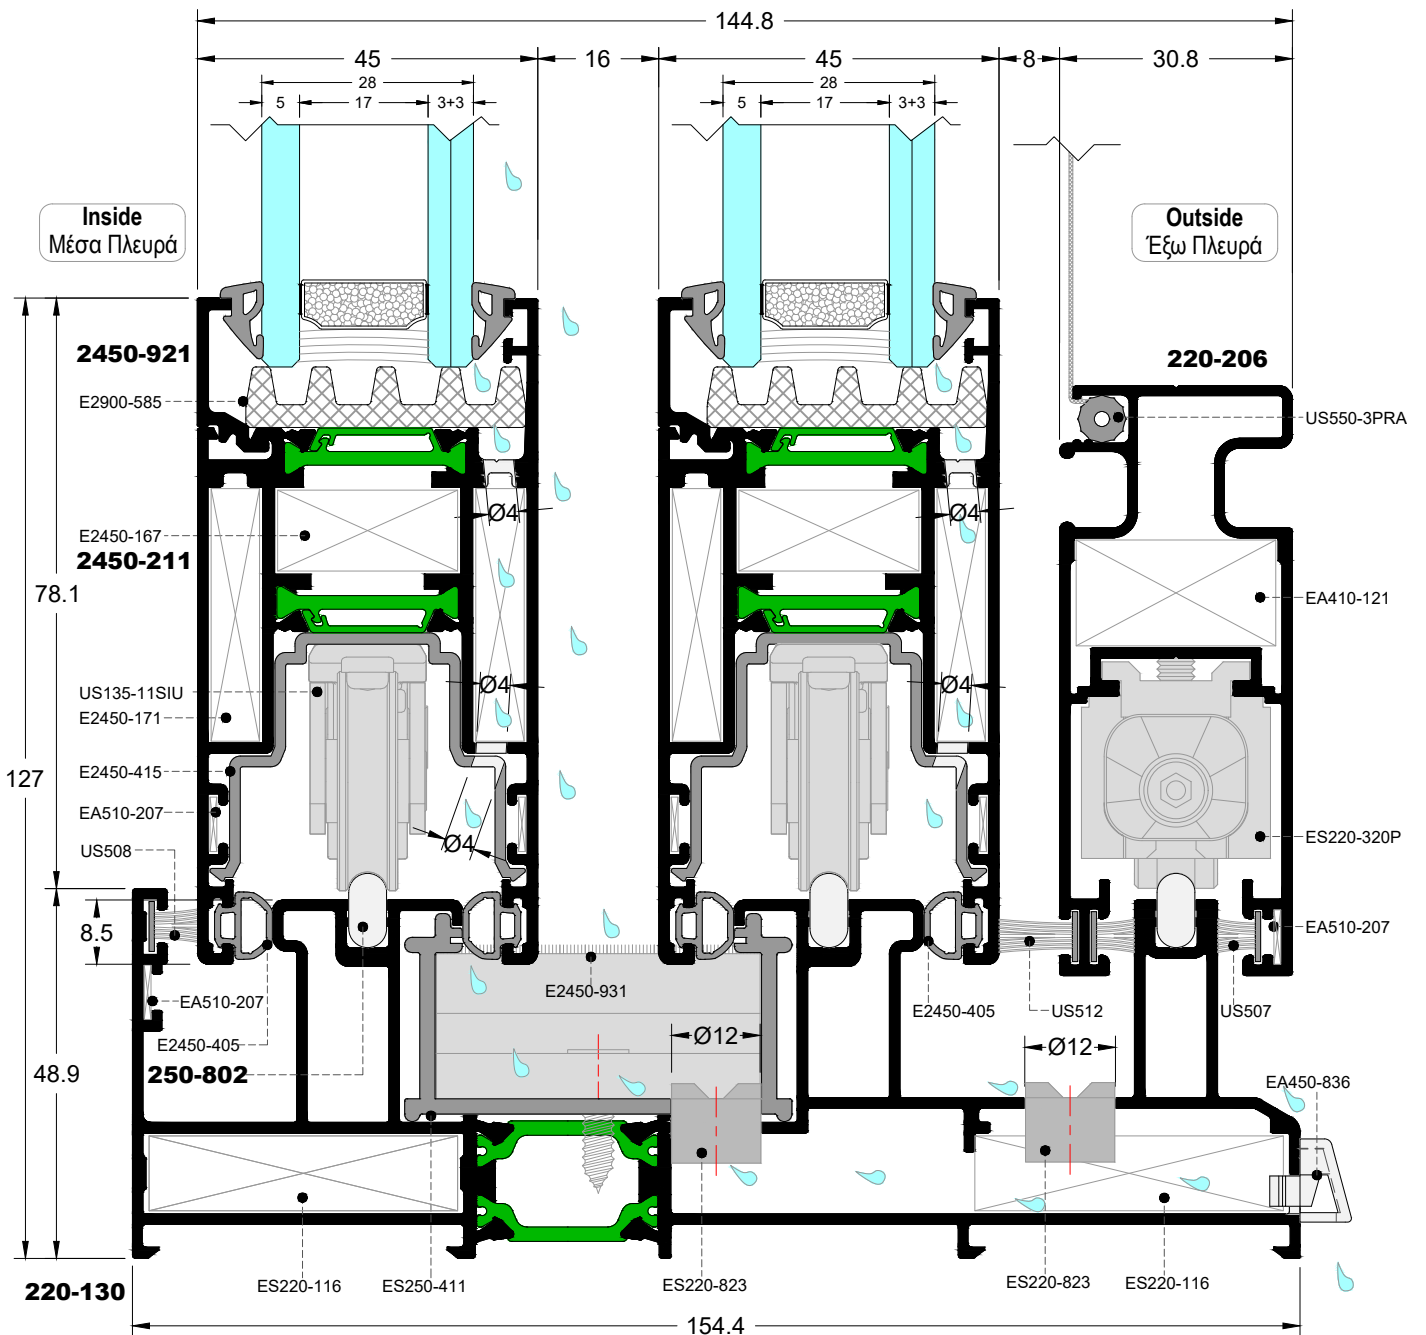 144.8
45
16
45
8
30.8
28
28
5
17
3+3
5
17
3+3
Inside
Μέσα Πλευρά
Outside
Έξω Πλευρά
2450-921
220-206
E2900-585
US550-3PRA
Ø4
Ø4
E2450-167
2450-211
78.1
EA410-121
US135-11SIU
Ø4
Ø4
E2450-171
E2450-415
127
EA510-207
Ø4
ES220-320P
US508
8.5
EA510-207
E2450-931
EA510-207
E2450-405
US512
US507
E2450-405
Ø12
Ø12
48.9
250-802
EA450-836
ES220-116
ES250-411
ES220-823
ES220-823
ES220-116
220-130
154.4